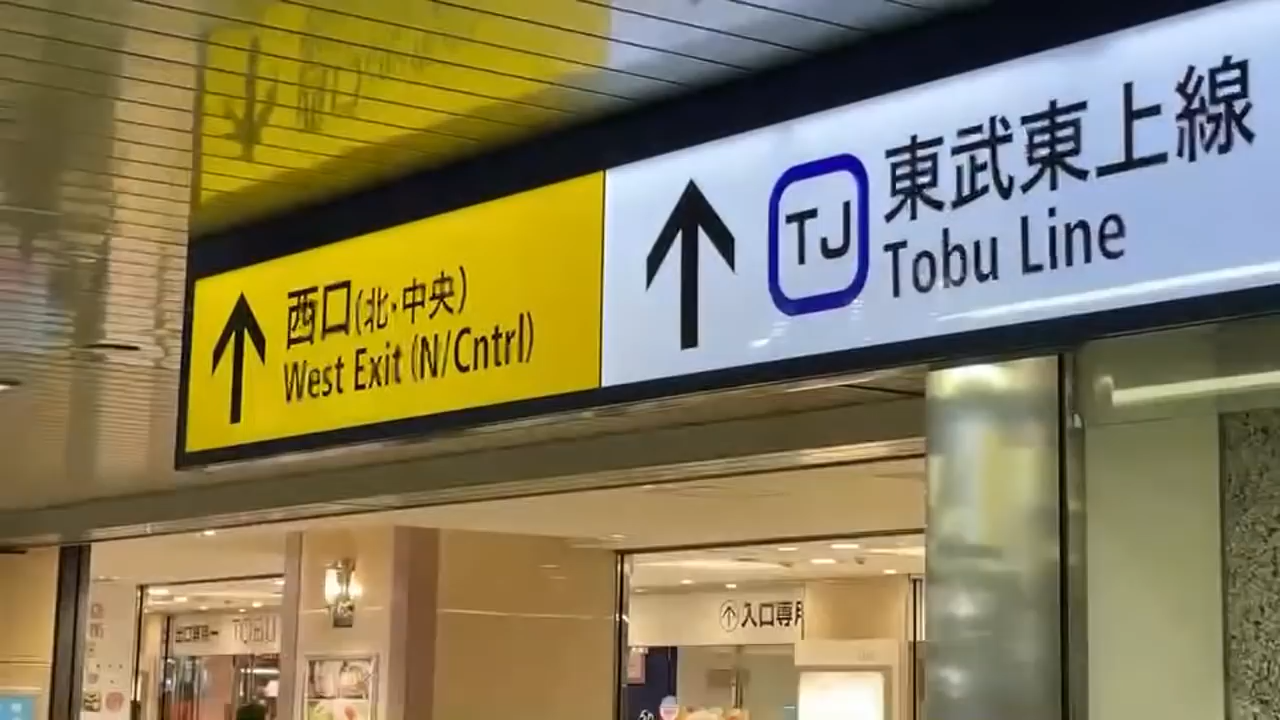 西口(北・中央)
West Exit (N/Cntrl)
TJ
東武東上線
Tobu Line
入口専用
TOBU